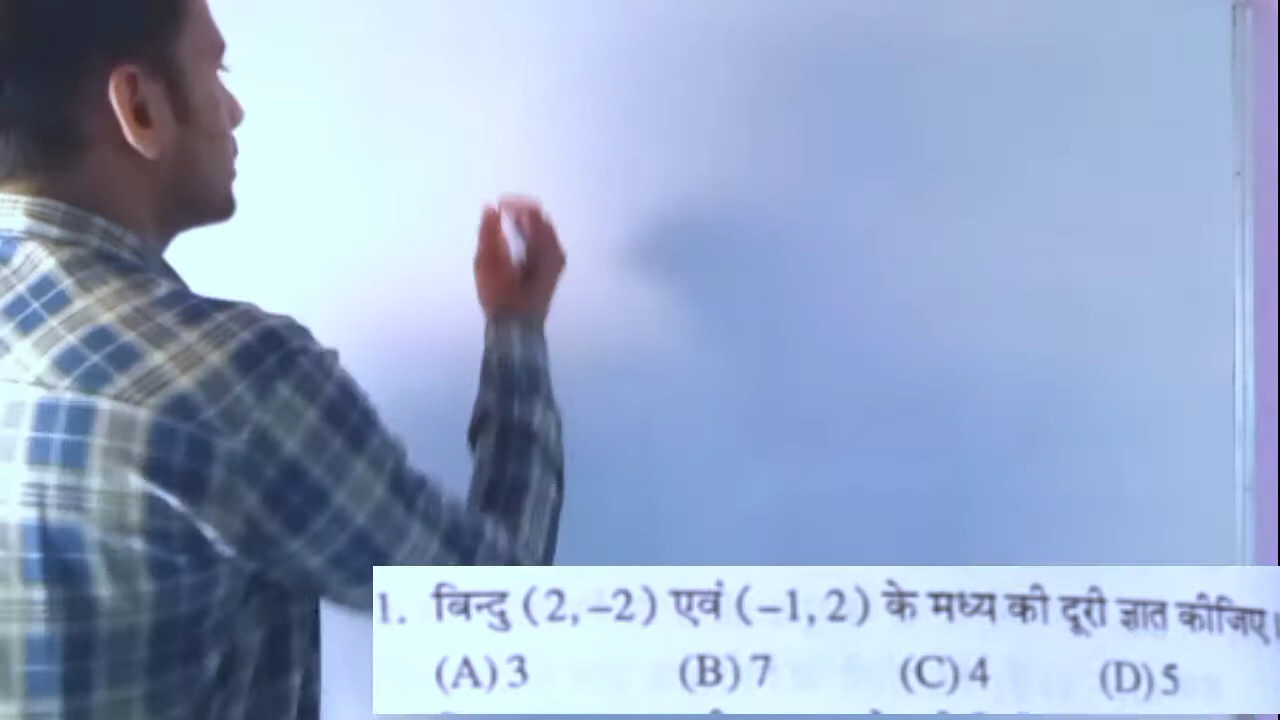 1. बिन्दु (2,−2) एवं (−1,2) के मध्य की दूरी ज्ञात कीजिए।
(A) 3 (B) 7 (C) 4 (D) 5